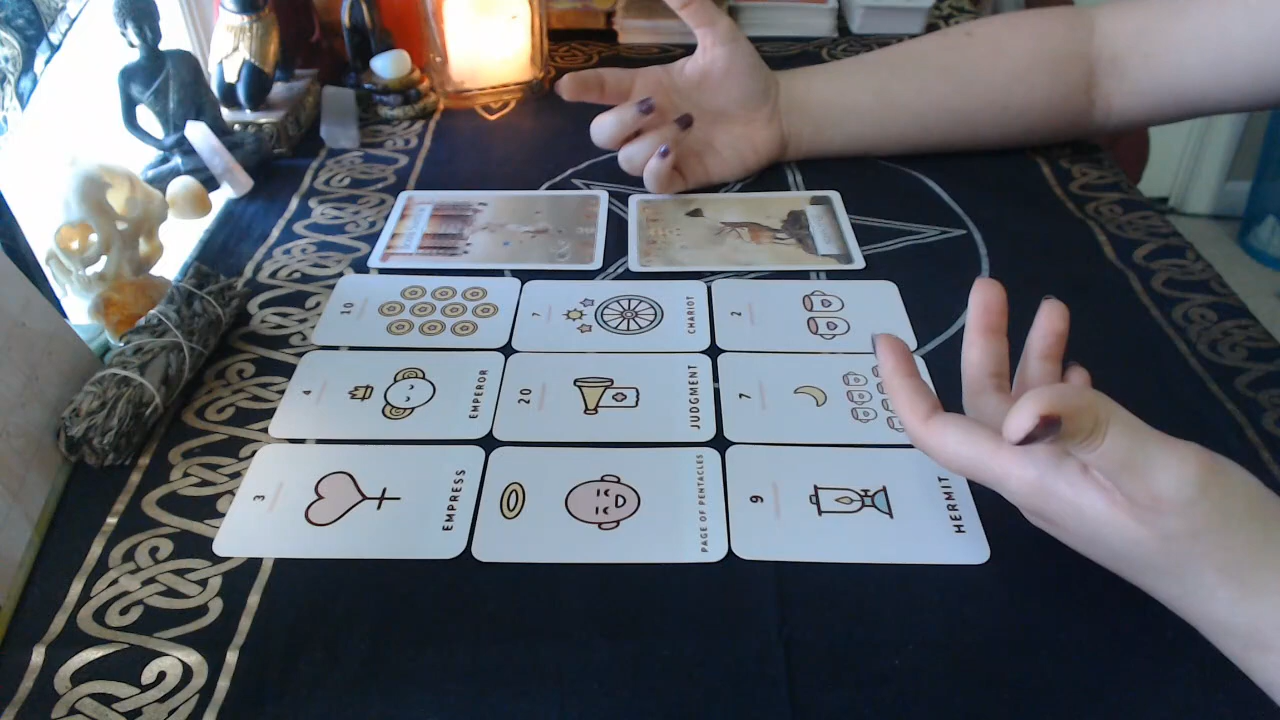 10
7
CHARIOT
2
4
EMPEROR
20
JUDGMENT
7
3
EMPRESS
PAGE OF PENTACLES
9
HERMIT